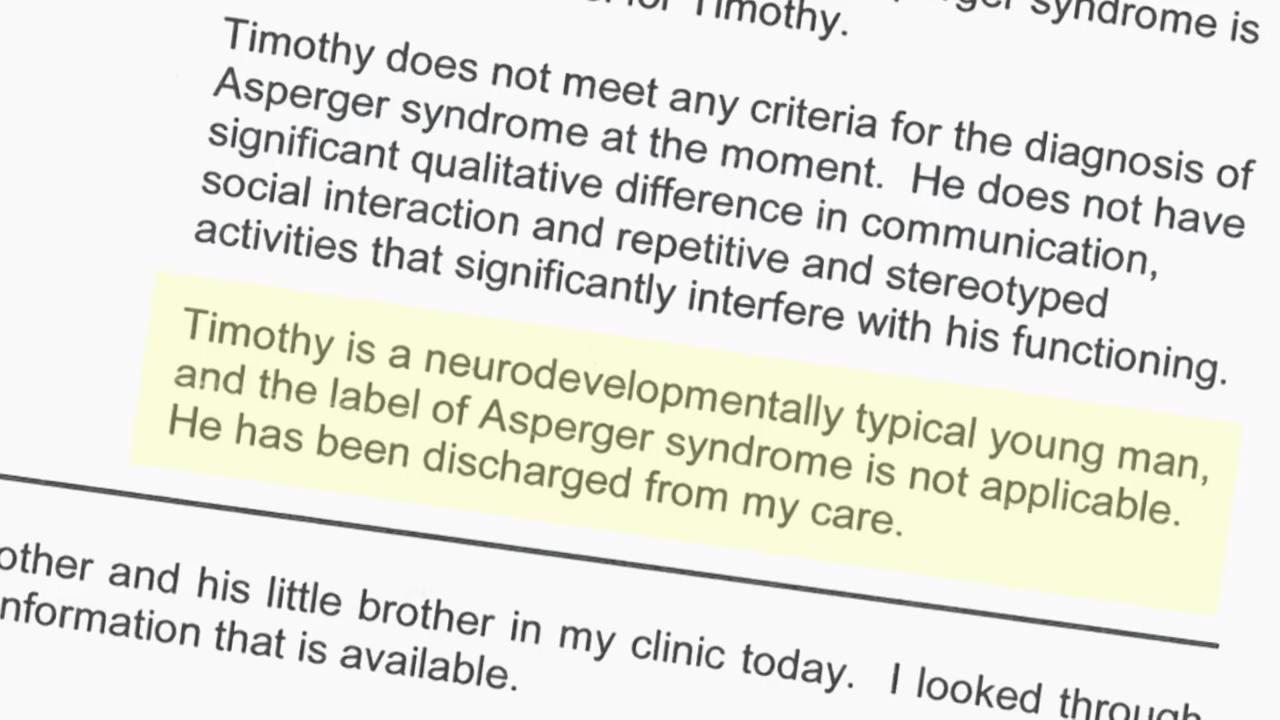 syndrome is
Timothy.
Timothy does not meet any criteria for the diagnosis of
Asperger syndrome at the moment.  He does not have
significant qualitative difference in communication,
social interaction and repetitive and stereotyped
activities that significantly interfere with his functioning.
Timothy is a neurodevelopmentally typical young man,
and the label of Asperger syndrome is not applicable.
He has been discharged from my care.
other and his little brother in my clinic today.  I looked through
nformation that is available.